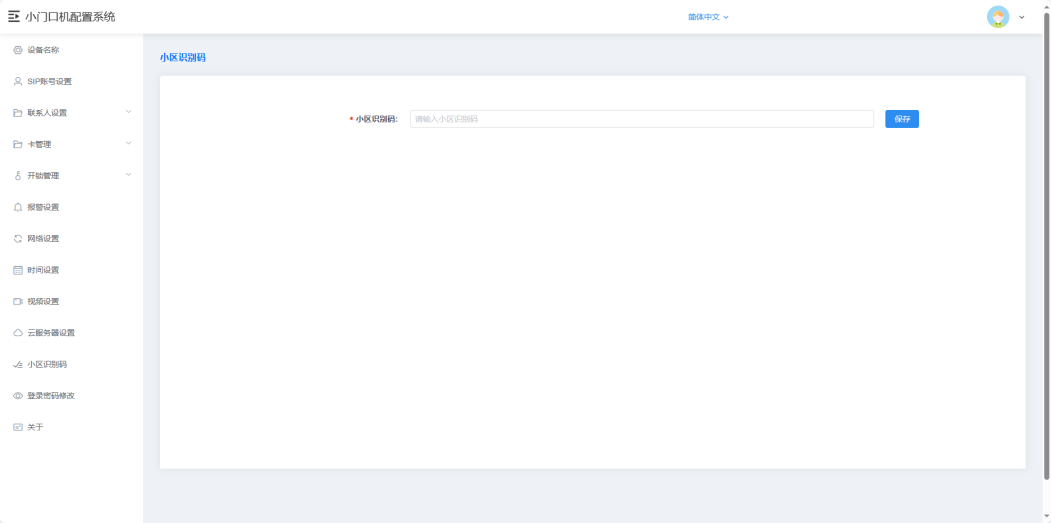 小门口机配置系统
简体中文
设备名称
SIP账号设置
联系人设置
卡管理
开锁管理
报警设置
网络设置
时间设置
视频设置
云服务器设置
小区识别码
登录密码修改
关于
小区识别码
* 小区识别码: 请输入小区识别码 保存